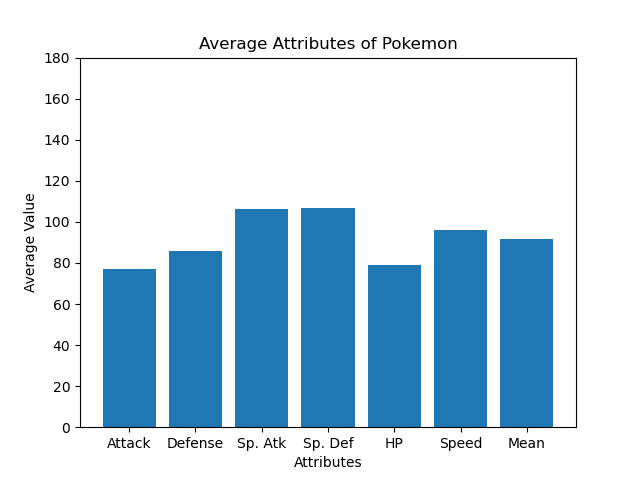 Average Attributes of Pokemon
180
160
140
120
100
80
60
40
20
0
Average Value
Attack Defense Sp. Atk Sp. Def HP Speed Mean
Attributes